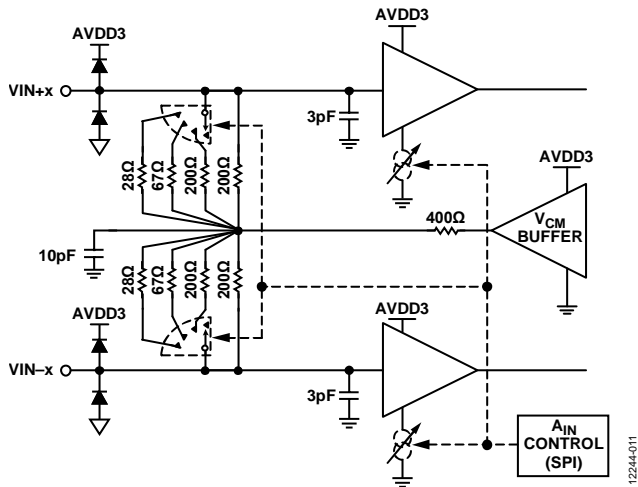 AVDD3
AVDD3
VIN+x
3pF
28Ω
67Ω
200Ω
200Ω
AVDD3
400Ω
VCM
BUFFER
10pF
28Ω
67Ω
200Ω
200Ω
AVDD3
AVDD3
VIN–x
3pF
AIN
CONTROL
(SPI)
12244-011